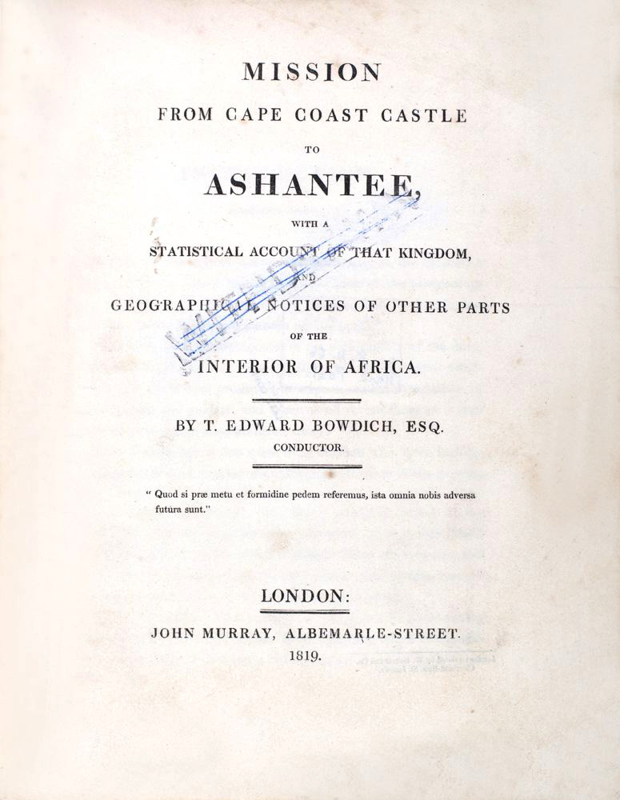 MISSION
FROM CAPE COAST CASTLE
TO
ASHANTEE,
WITH A
STATISTICAL ACCOUNT OF THAT KINGDOM,
AND
GEOGRAPHICAL NOTICES OF OTHER PARTS
OF THE
INTERIOR OF AFRICA.
BY T. EDWARD BOWDICH, ESQ.
CONDUCTOR.
“ Quod si præ metu et formidine pedem referemus, ista omnia nobis adversa
futura sunt.”
LONDON:
JOHN MURRAY, ALBEMARLE-STREET.
1819.